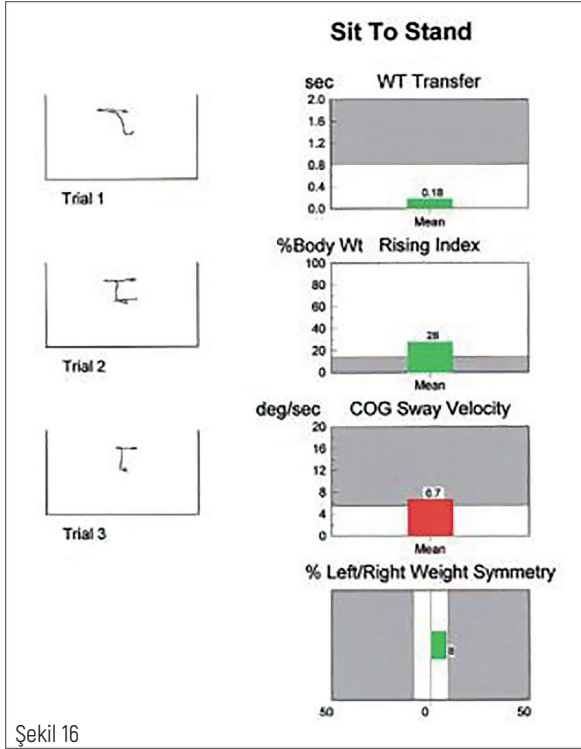 Sit To Stand
Trial 1
Trial 2
Trial 3
sec WT Transfer
2.0
1.6
1.2
0.8
0.4
0.0
0.18
Mean
%Body Wt Rising Index
100
80
60
40
20
0
28
Mean
deg/sec COG Sway Velocity
20
16
12
8
4
0
6.7
Mean
% Left/Right Weight Symmetry
8
50 0 50
Şekil 16